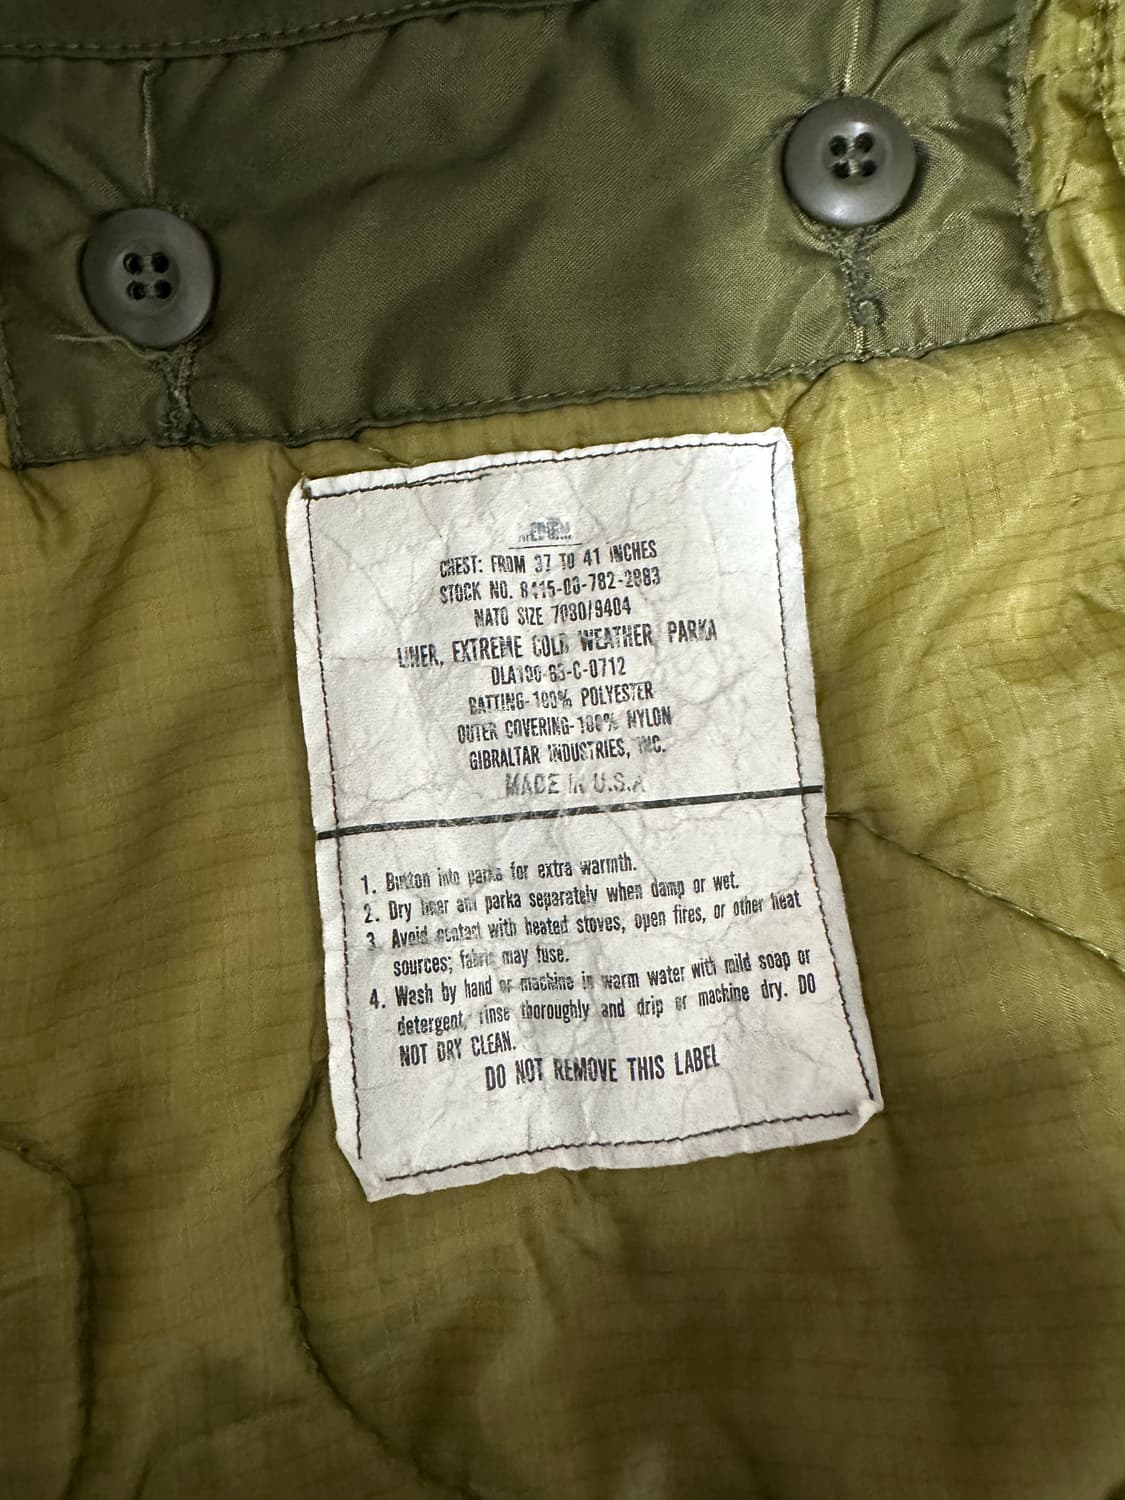 MEDIUM
CHEST: FROM 37 TO 41 INCHES
STOCK NO. 8415-00-782-2883
NATO SIZE 7080/9404
LINER, EXTREME COLD WEATHER, PARKA
DLA100-85-C-0712
BATTING-100% POLYESTER
OUTER COVERING-100% NYLON
GIBRALTAR INDUSTRIES, INC.
MADE IN U.S.A
1. Button into parka for extra warmth.
2. Dry liner and parka separately when damp or wet.
3. Avoid contact with heated stoves, open fires, or other heat
sources; fabric may fuse.
4. Wash by hand or machine in warm water with mild soap or
detergent, rinse thoroughly and drip or machine dry. DO
NOT DRY CLEAN.
DO NOT REMOVE THIS LABEL